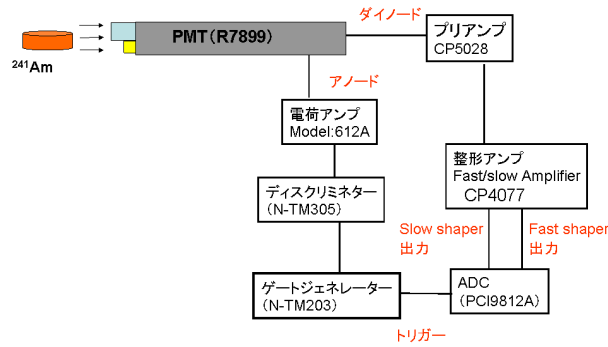 ダイノード
プリアンプ
CP5028
PMT(R7899)
241Am
アノード
電荷アンプ
Model:612A
整形アンプ
Fast/slow Amplifier
CP4077
ディスクリミネター
(N-TM305)
Slow shaper
出力
Fast shaper
出力
ゲートジェネレーター
(N-TM203)
ADC
(PCI9812A)
トリガー